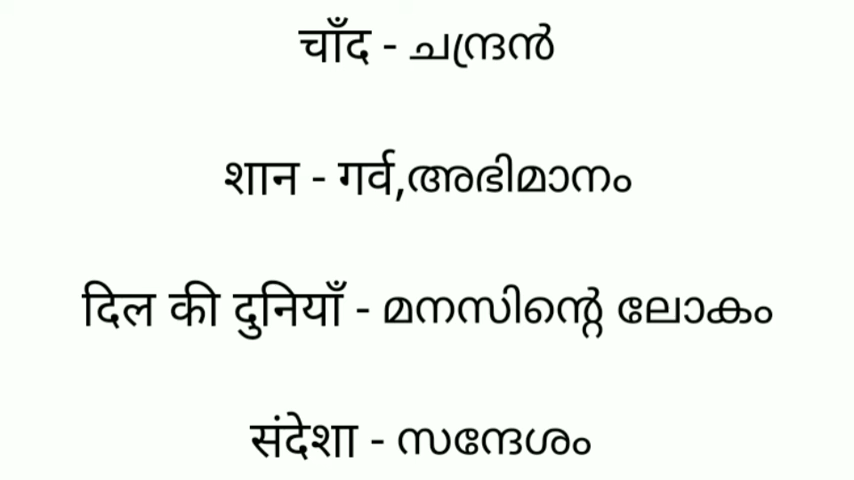 चाँद - ചന്ദ്രൻ
शान - गर्व,അഭിമാനം
दिल की दुनियाँ - മനസിന്റെ ലോകം
संदेशा - സന്ദേശം